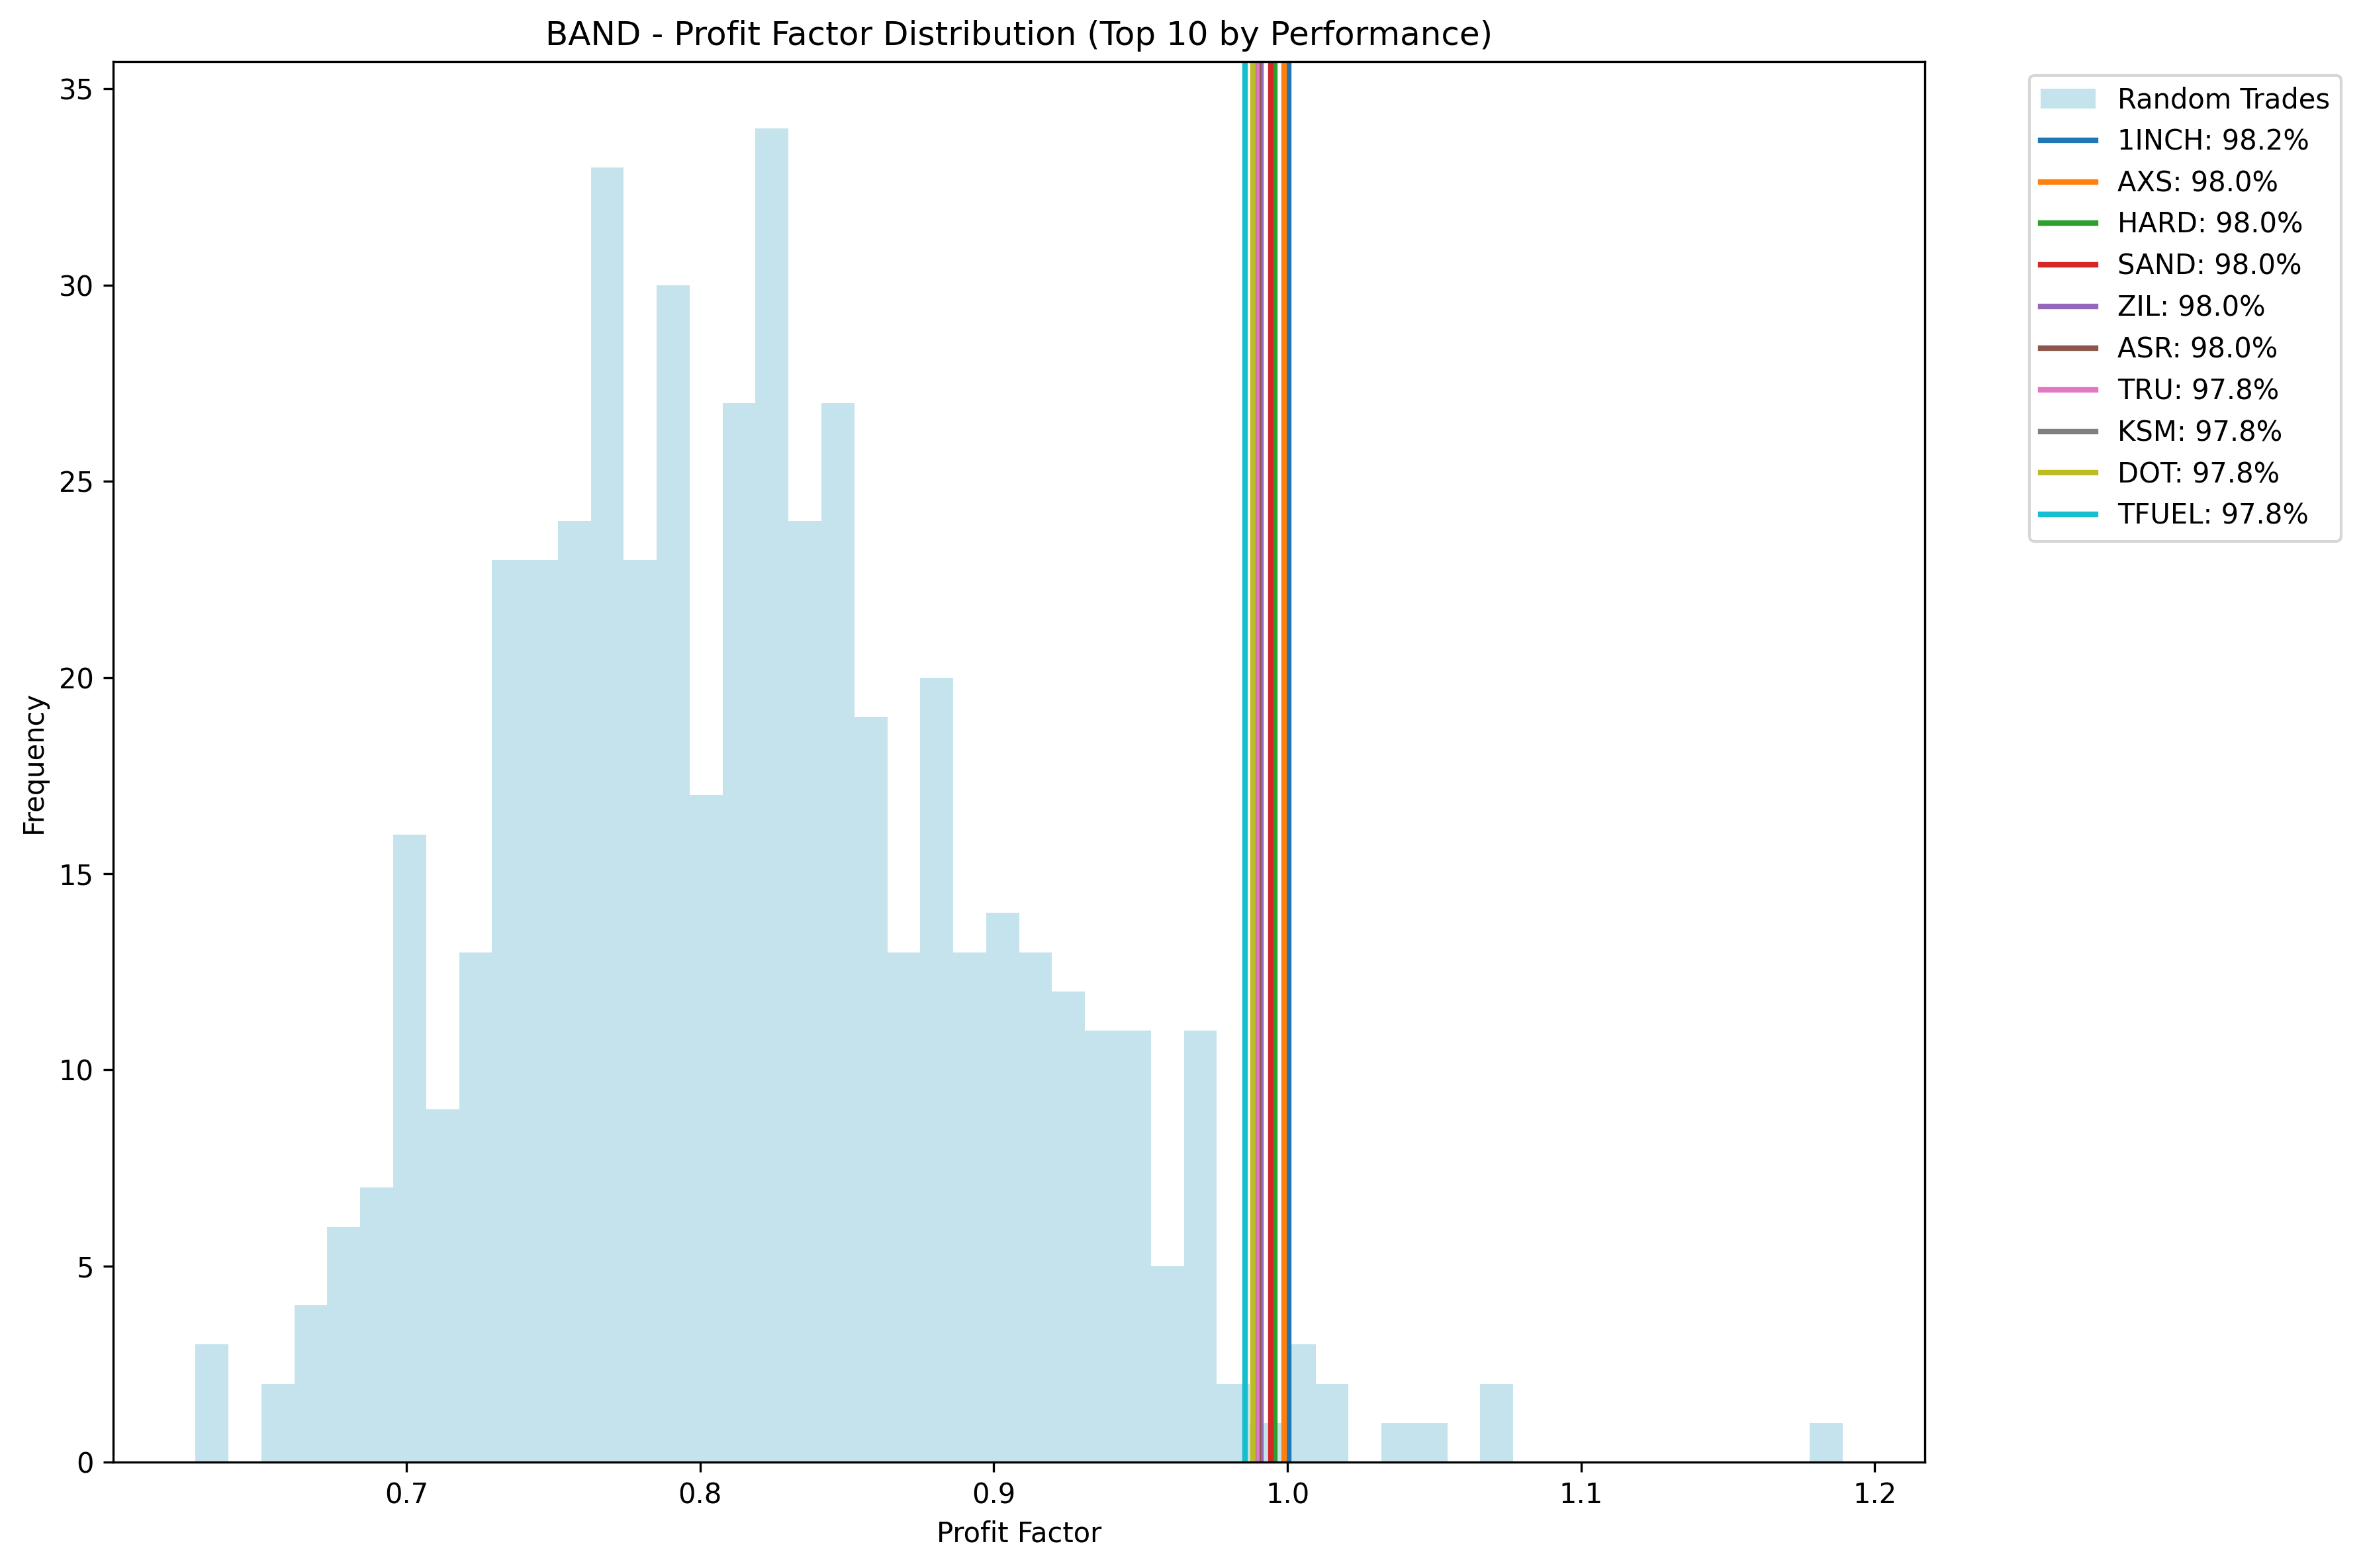 BAND - Profit Factor Distribution (Top 10 by Performance)
Frequency
35
30
25
20
15
10
5
0
0.7
0.8
0.9
1.0
1.1
1.2
Profit Factor
Random Trades
1INCH: 98.2%
AXS: 98.0%
HARD: 98.0%
SAND: 98.0%
ZIL: 98.0%
ASR: 98.0%
TRU: 97.8%
KSM: 97.8%
DOT: 97.8%
TFUEL: 97.8%